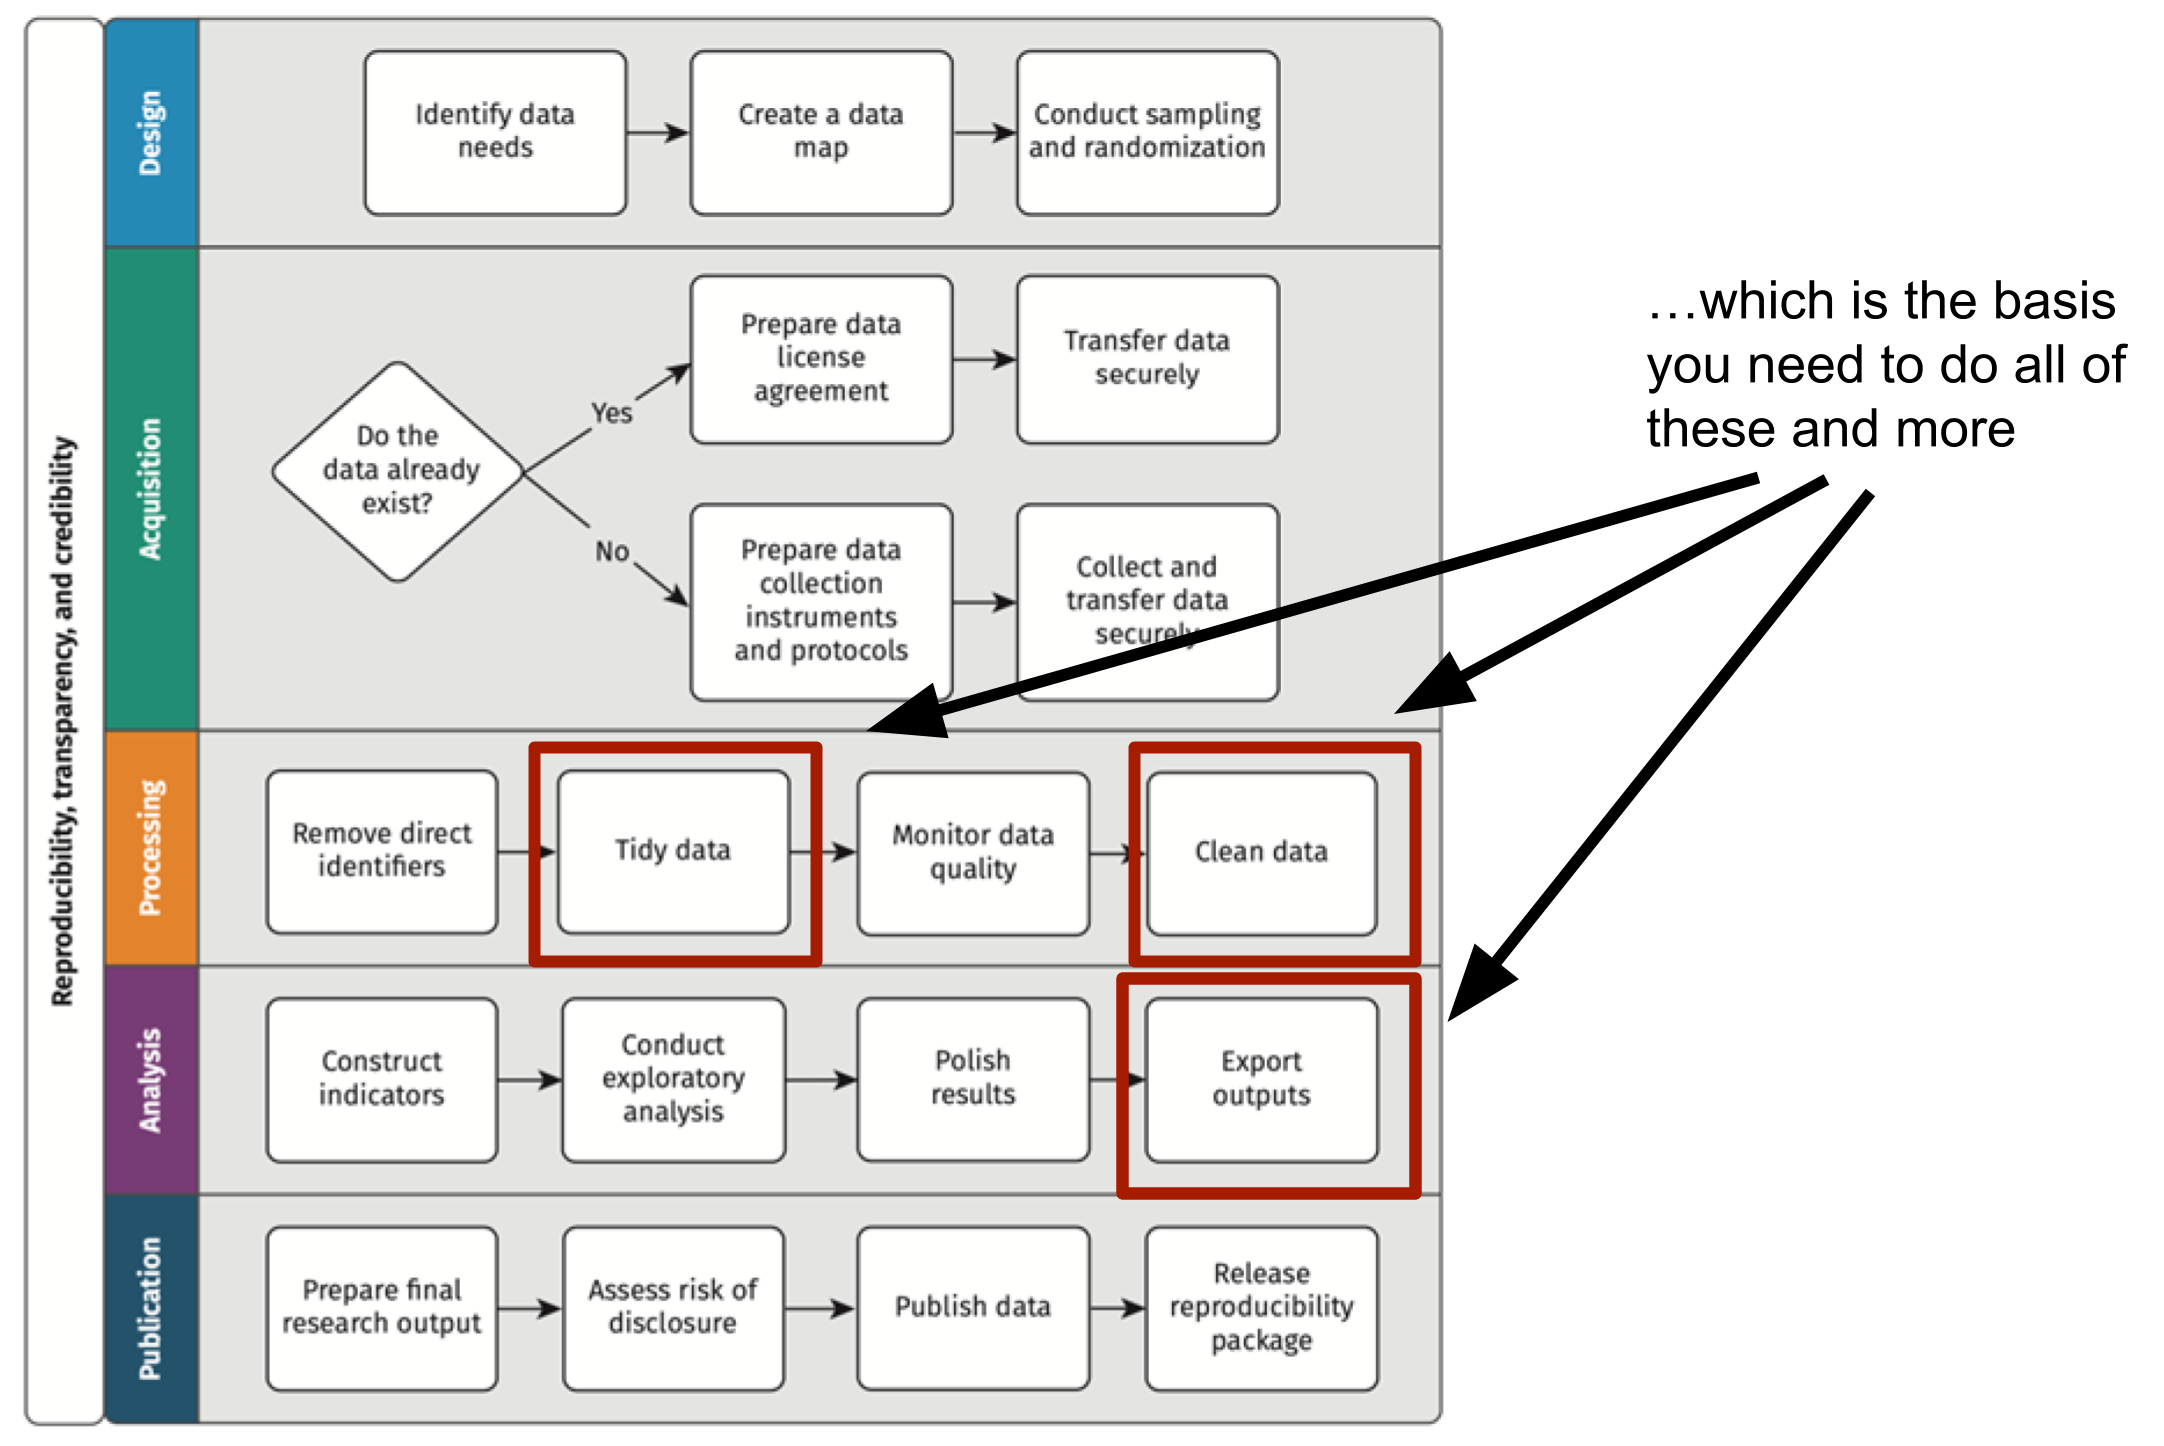 Reproducibility, transparency, and credibility
Design
Identify data
needs
Create a data
map
Conduct sampling
and randomization
Acquisition
Do the
data already
exist?
Yes
No
Prepare data
license
agreement
Transfer data
securely
Prepare data
collection
instruments
and protocols
Collect and
transfer data
securely
…which is the basis
you need to do all of
these and more
Processing
Remove direct
identifiers
Tidy data
Monitor data
quality
Clean data
Analysis
Construct
indicators
Conduct
exploratory
analysis
Polish
results
Export
outputs
Publication
Prepare final
research output
Assess risk of
disclosure
Publish data
Release
reproducibility
package